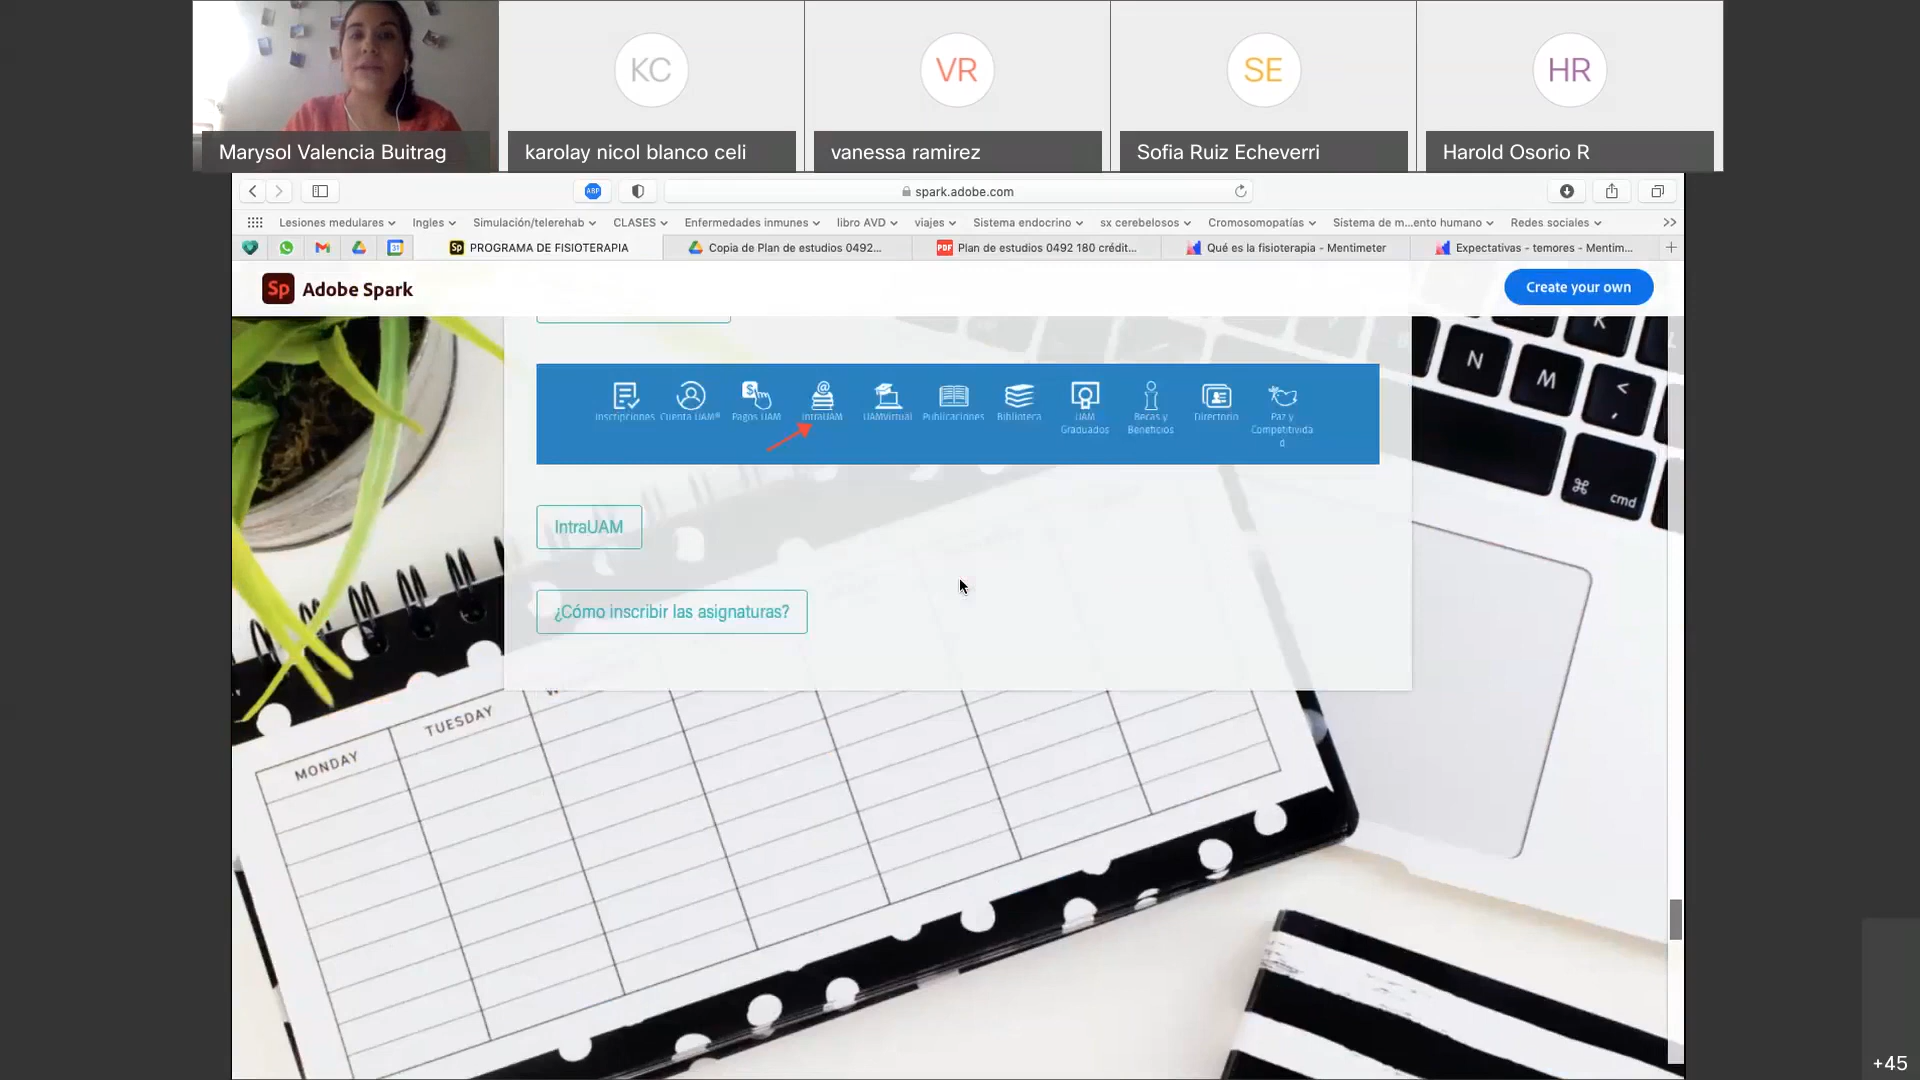 KC
VR
SE
HR
Marysol Valencia Buitrag
karolay nicol blanco celi
vanessa ramirez
Sofia Ruiz Echeverri
Harold Osorio R
ABP
spark.adobe.com
Lesiones medulares
Ingles
Simulación/telerehab
CLASES
Enfermedades inmunes
libro AVD
viajes
Sistema endocrino
sx cerebelosos
Cromosomopatías
Sistema de m...ento humano
Redes sociales
31
Sp PROGRAMA DE FISIOTERAPIA
Copia de Plan de estudios 0492...
PDF Plan de estudios 0492 180 crédit...
Qué es la fisioterapia - Mentimeter
Expectativas - temores - Mentim...
Sp Adobe Spark
Create your own
Inscripciones
Cuenta UAM®
Pagos UAM
IntraUAM
UAMVirtual
Publicaciones
Biblioteca
UAM
Graduados
Becas y
Beneficios
Directorio
Paz y
Competitivida
d
IntraUAM
¿Cómo inscribir las asignaturas?
MONDAY
TUESDAY
K
L
N
M
<
,
⌘
cmd
+45